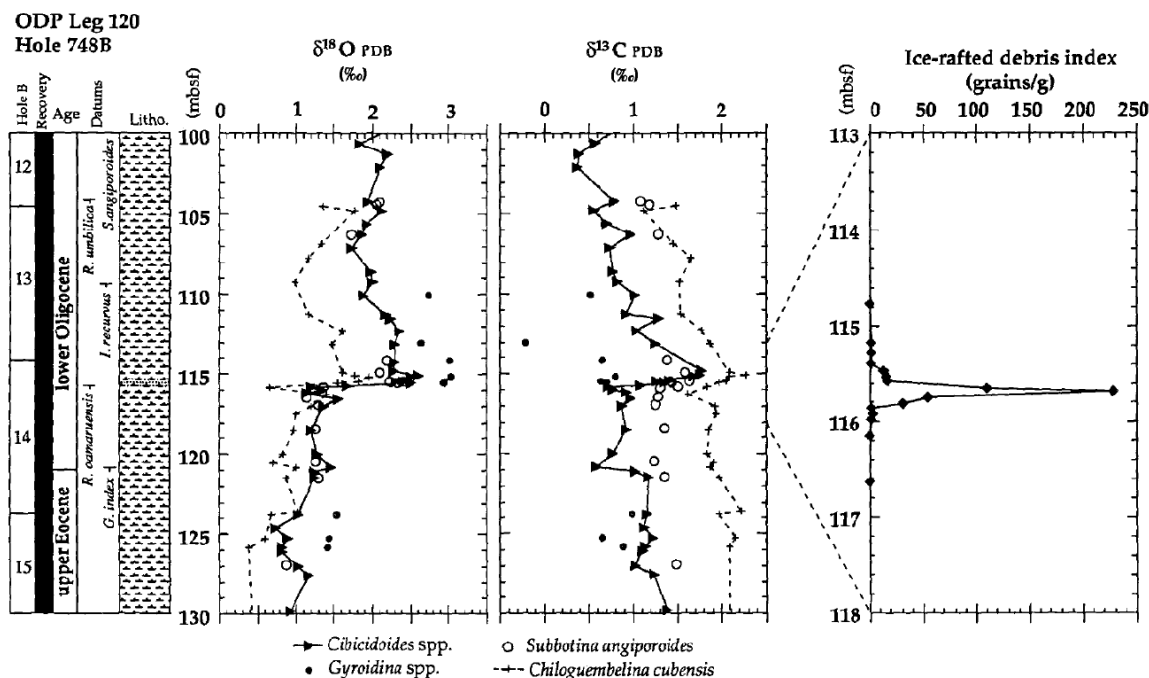 ODP Leg 120
Hole 748B
δ18O PDB
(‰)
δ13C PDB
(‰)
Ice-rafted debris index
(grains/g)
Hole B
Recovery
Age
Datums
Litho.
(mbsf)
0 1 2 3
(mbsf)
0 1 2
(mbsf)
0 50 100 150 200 250
12
13
14
15
lower Oligocene
upper Eocene
S.angiporoides
R. umbilica
I. recurvus
R. oamaruensis
G. index
100
105
110
115
120
125
130
113
114
115
116
117
118
Cibicidoides spp.
Subbotina angiporoides
Gyroidina spp.
Chiloguembelina cubensis